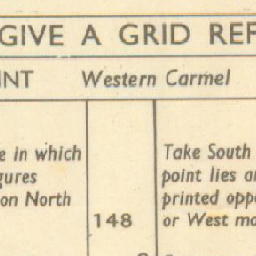 GIVE A GRID REF
INT Western Carmel
e in which
gures
on North
148
Take South
point lies a
printed oppo
or West ma